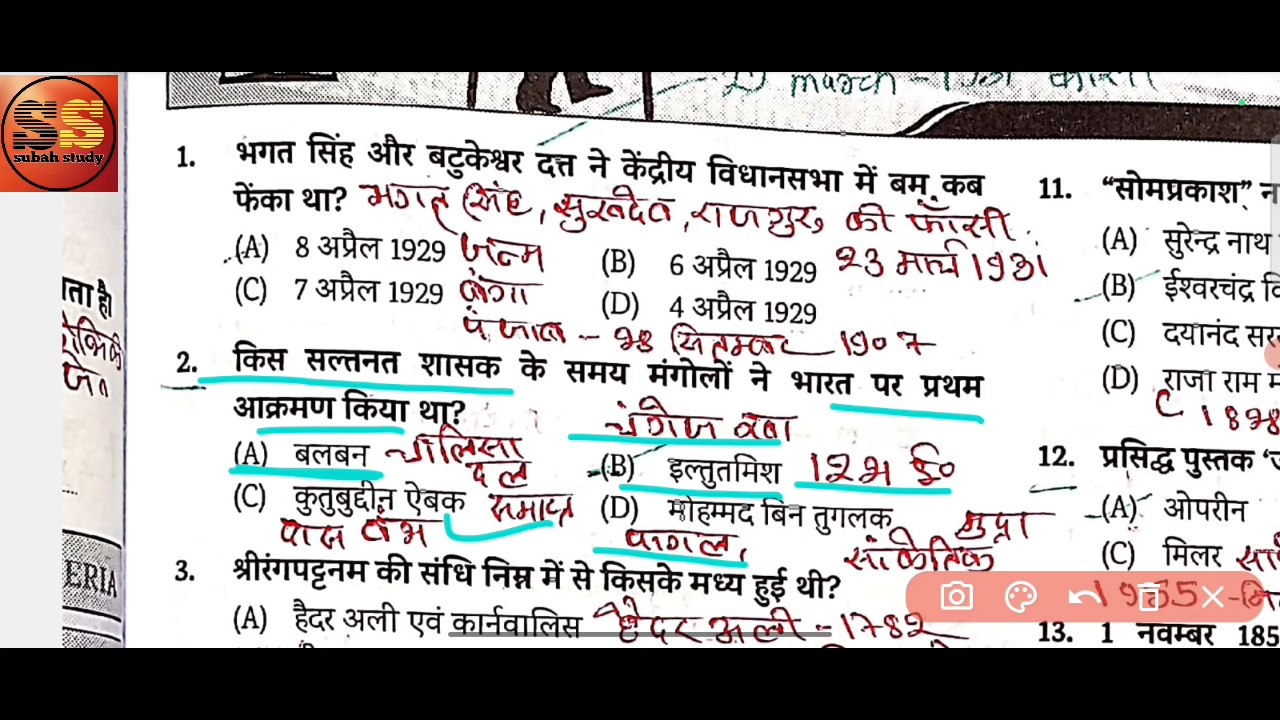 SS
subah study
march
1. भगत सिंह और बटुकेश्वर दत्त ने केंद्रीय विधानसभा में बम कब
फेंका था? भगत सिंह, सुखदेव, राजगुरु की फाँसी
(A) 8 अप्रैल 1929 जन्म (B) 6 अप्रैल 1929 23 मार्च 1931
(C) 7 अप्रैल 1929 बंगा (D) 4 अप्रैल 1929
पंजाब - 28 सितम्बर 1907
2. किस सल्तनत शासक के समय मंगोलों ने भारत पर प्रथम
आक्रमण किया था? चंगेज खां
(A) बलबन चालिसा दल (B) इल्तुतमिश ई०
(C) कुतुबुद्दीन ऐबक समाप्त (D) मोहम्मद बिन तुगलक मुद्रा
पागल, सांकेतिक
3. श्रीरंगपट्टनम की संधि निम्न में से किसके मध्य हुई थी?
(A) हैदर अली एवं कार्नवालिस हैदर अली - 1782
ता है।
ERIA
11. “सोमप्रकाश” न
(A) सुरेन्द्र नाथ
(B) ईश्वरचंद्र वि
(C) दयानंद सर
(D) राजा राम म
12. प्रसिद्ध पुस्तक
(A) ओपरीन
(C) मिलर
13. 1 नवम्बर 185